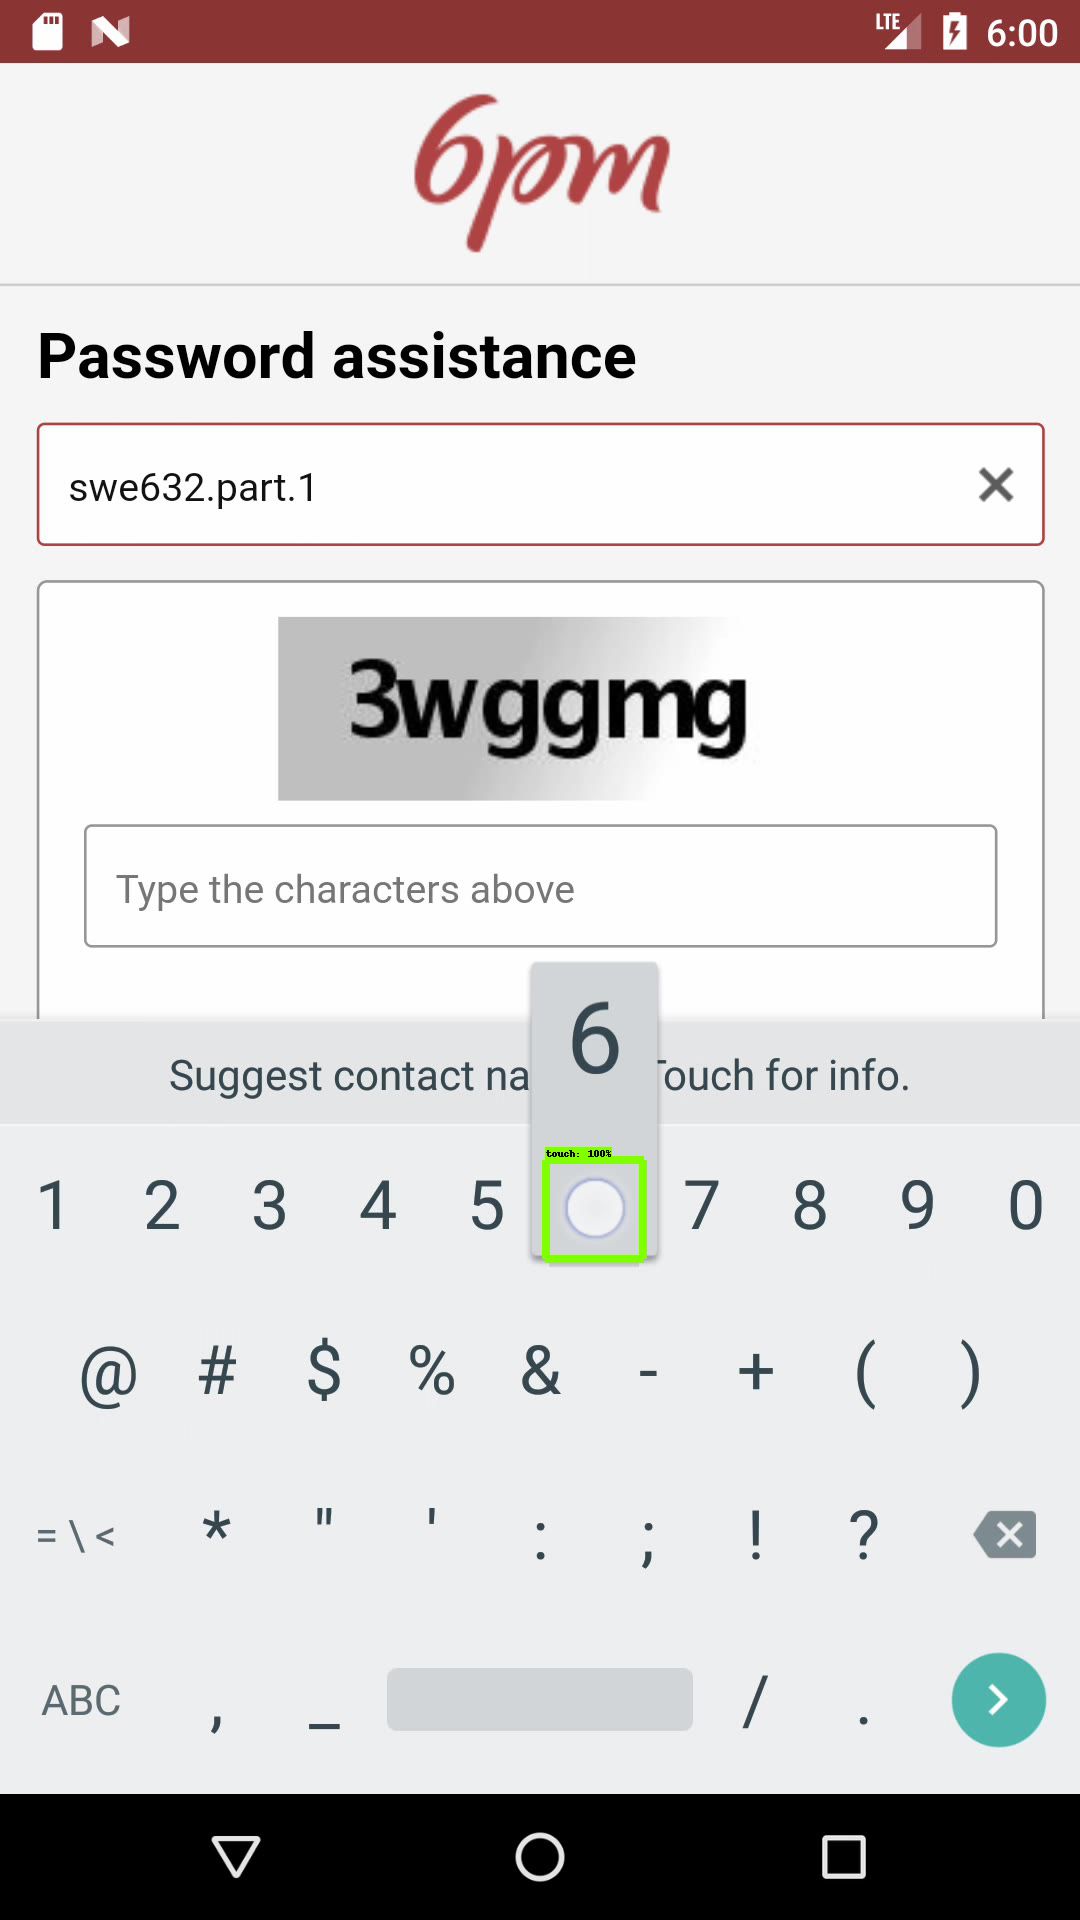 LTE 6:00
6pm
Password assistance
swe632.part.1
3wggmg
Type the characters above
6
Suggest contact na Touch for info.
touch: 100%
1 2 3 4 5 7 8 9 0
@ # $ % & - + ( )
= \ < * " ' : ; ! ?
ABC , _ / .